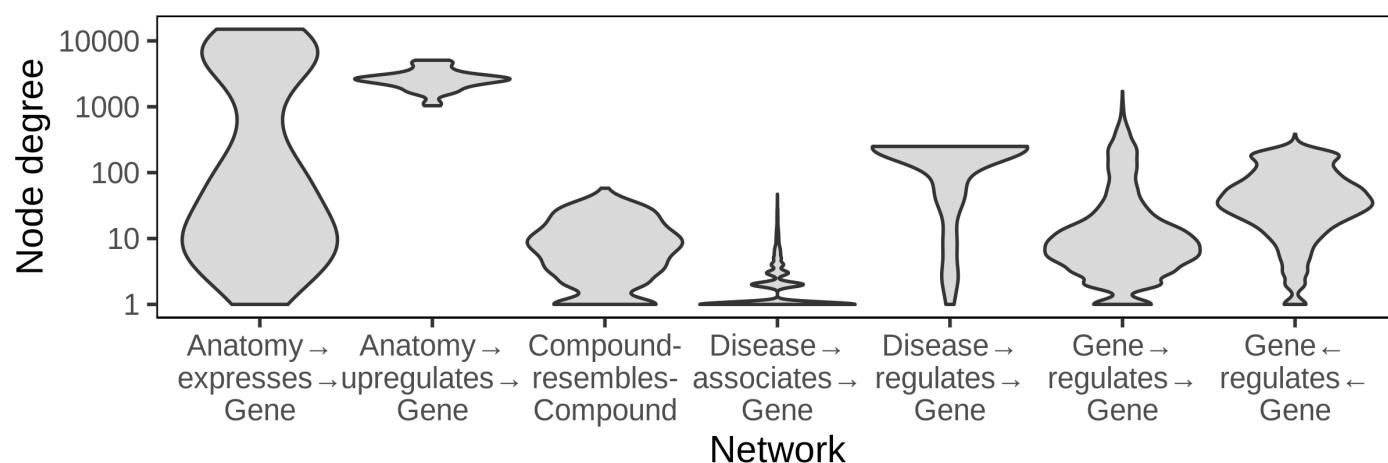 Node degree
10000
1000
100
10
1
Anatomy→
expresses→
Gene
Anatomy→
upregulates→
Gene
Compound-
resembles-
Compound
Disease→
associates→
Gene
Disease→
regulates→
Gene
Gene→
regulates→
Gene
Gene←
regulates←
Gene
Network